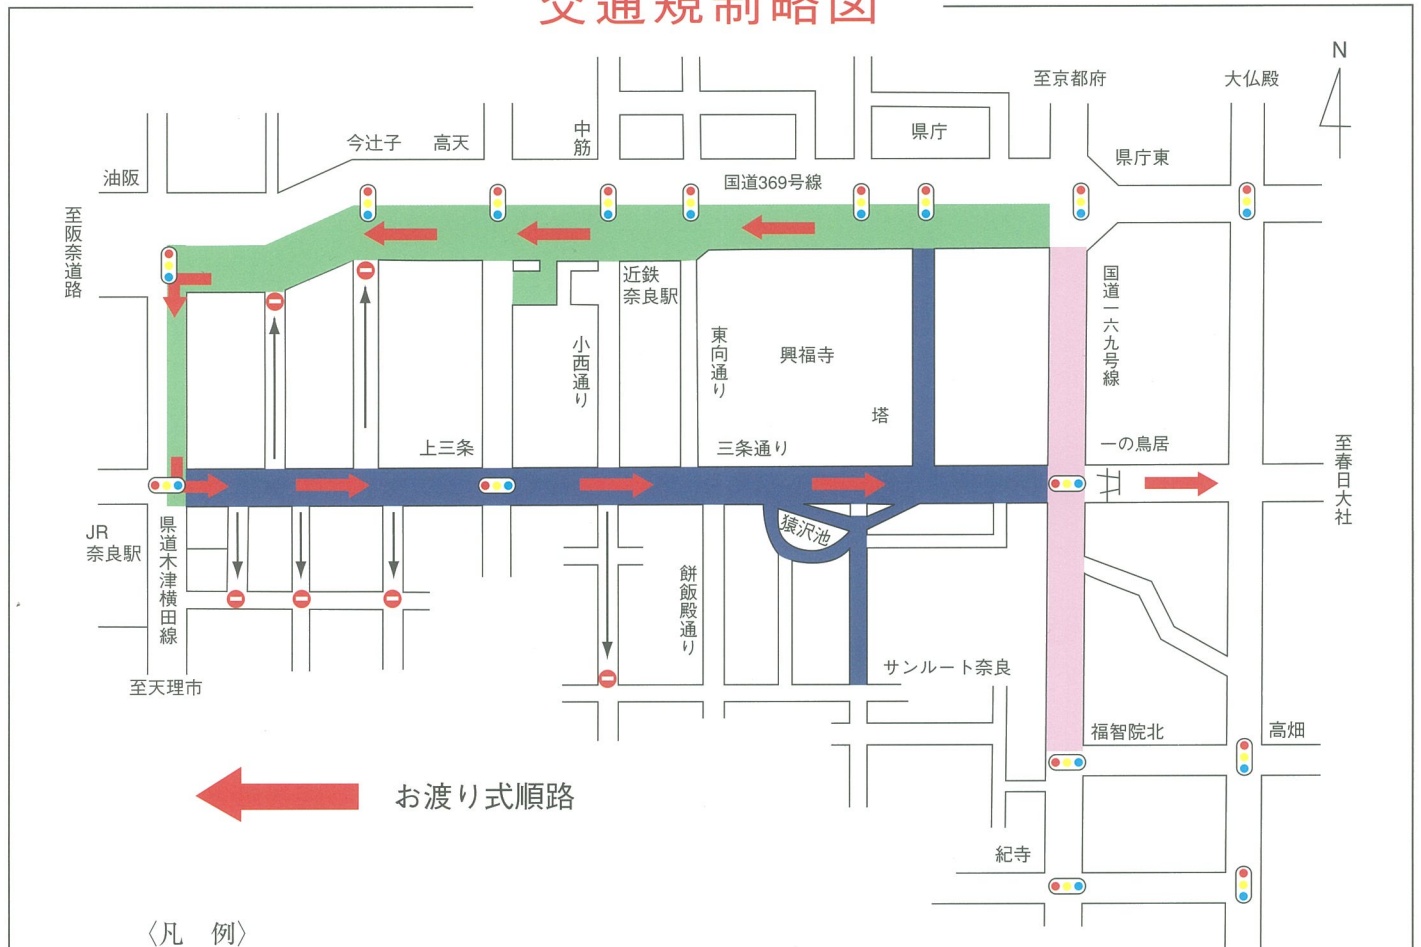 交通規制略図
N
至京都府
大仏殿
県庁
中筋
今辻子
高天
県庁東
油阪
国道369号線
至阪奈道路
近鉄
奈良駅
国道一六九号線
小西通り
東向通り
興福寺
塔
上三条
三条通り
一の鳥居
至春日大社
JR
奈良駅
県道木津横田線
猿沢池
餅飯殿通り
サンルート奈良
至天理市
福智院北
高畑
お渡り式順路
紀寺
〈凡 例〉